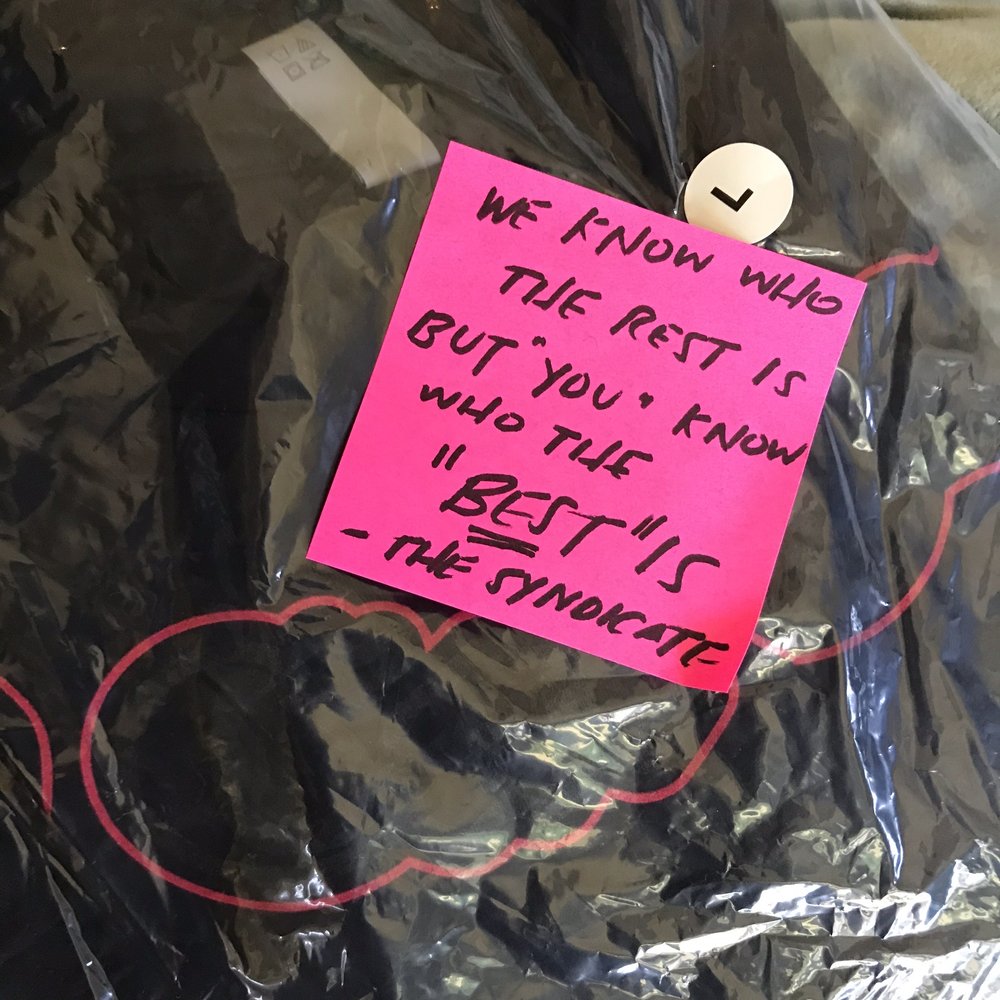 L
WE KNOW WHO
THE REST IS
BUT "YOU" KNOW
WHO THE
"BEST" IS
- THE SYNDICATE